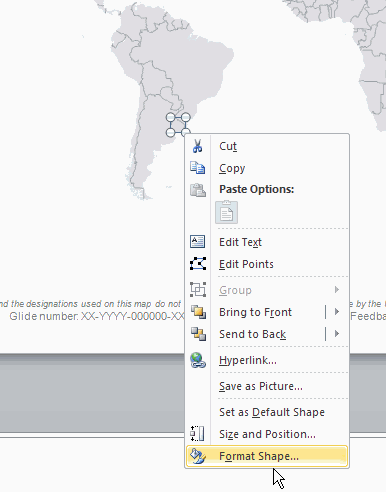 Cut
Copy
Paste Options:
Edit Text
Edit Points
Group
nd the designations used on this map do not
e by the U
Bring to Front
Glide number: XX-YYYY-000000-XX
Feedba
Send to Back
Hyperlink...
Save as Picture...
Set as Default Shape
Size and Position...
Format Shape...